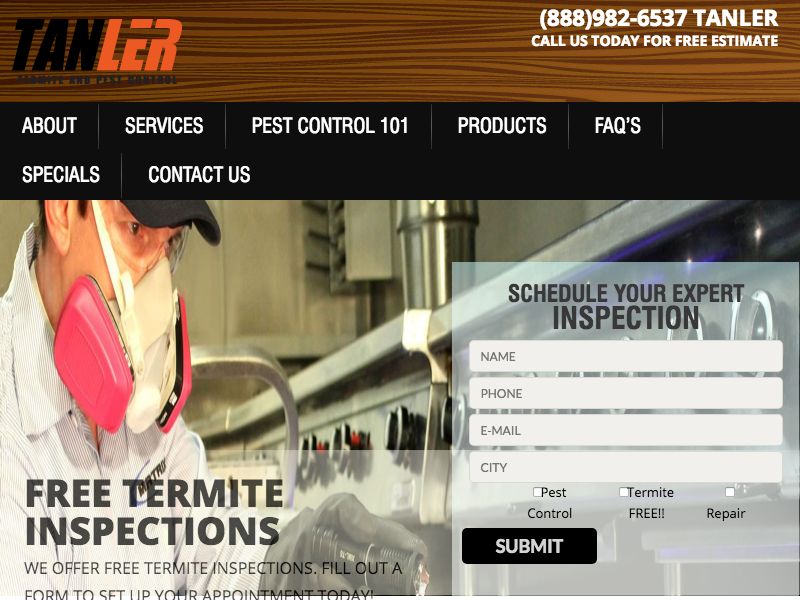 TANLER
TERMITE AND PEST CONTROL
(888)982-6537 TANLER
CALL US TODAY FOR FREE ESTIMATE
ABOUT
SERVICES
PEST CONTROL 101
PRODUCTS
FAQ'S
SPECIALS
CONTACT US
SCHEDULE YOUR EXPERT
INSPECTION
NAME
PHONE
E-MAIL
CITY
Pest Control
Termite FREE!!
Repair
SUBMIT
FREE TERMITE
INSPECTIONS
WE OFFER FREE TERMITE INSPECTIONS. FILL OUT A
FORM TO SET UP YOUR APPOINTMENT TODAY!